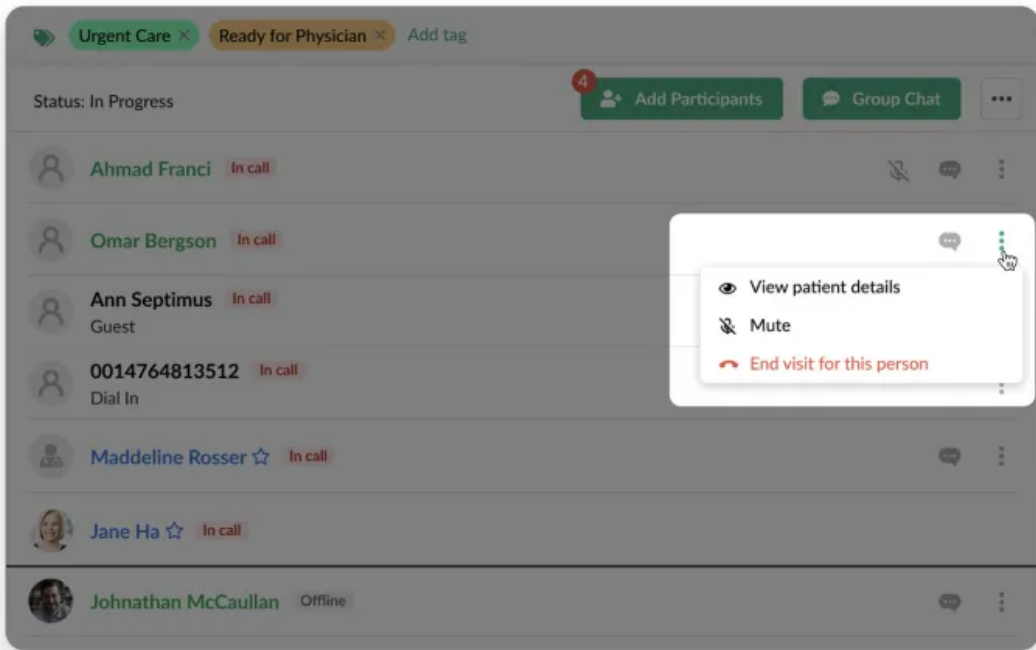 Urgent Care × Ready for Physician × Add tag
Status: In Progress 4 Add Participants Group Chat
Ahmad Franci In call
Omar Bergson In call
View patient details
Ann Septimus In call
Guest
Mute
0014764813512 In call
End visit for this person
Dial In
Maddeline Rosser In call
Jane Ha In call
Johnathan McCaullan Offline